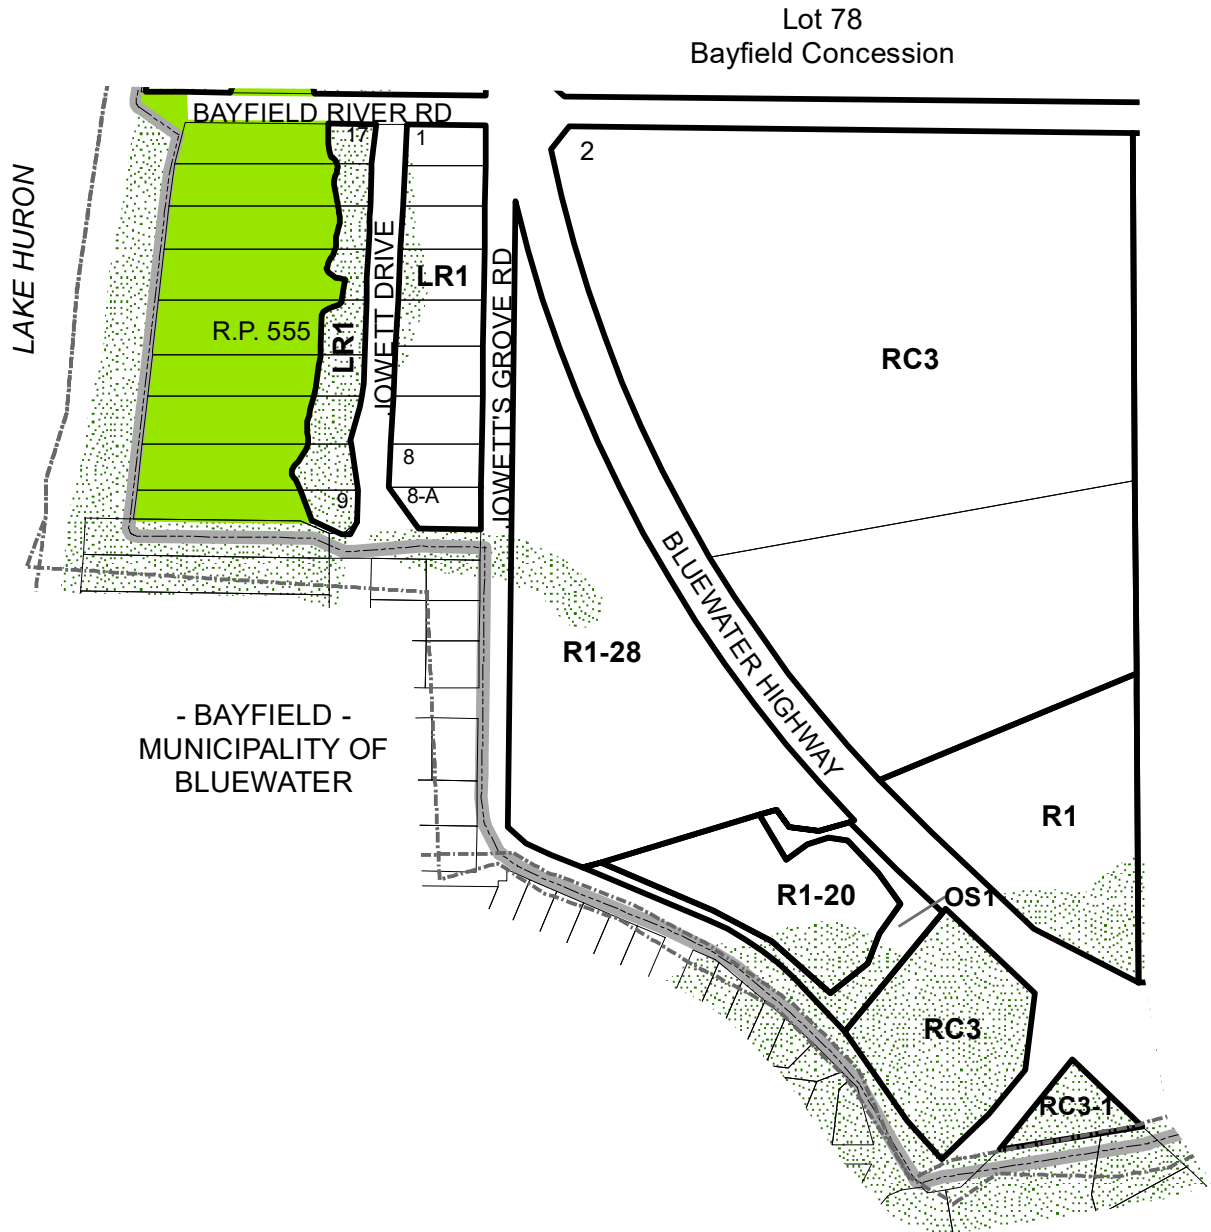 Lot 78
Bayfield Concession
BAYFIELD RIVER RD
17
1
2
LAKE HURON
JOWETT DRIVE
LR1
JOWETT'S GROVE RD
R.P. 555
LR1
RC3
8
8-A
9
BLUEWATER HIGHWAY
R1-28
- BAYFIELD -
MUNICIPALITY OF
BLUEWATER
R1
R1-20
OS1
RC3
RC3-1